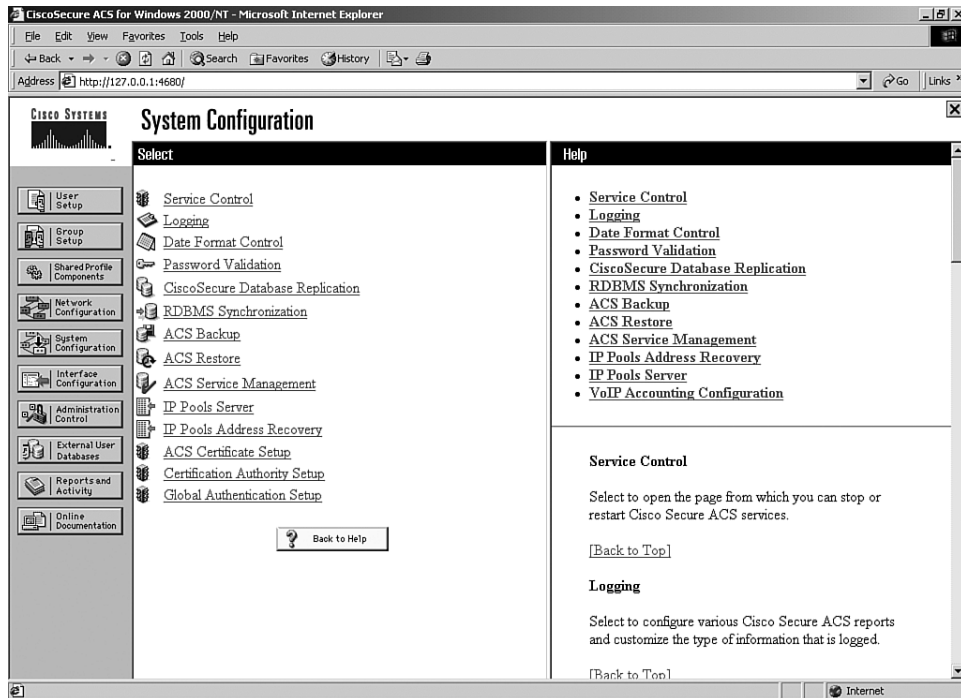 CiscoSecure ACS for Windows 2000/NT - Microsoft Internet Explorer
File Edit View Favorites Tools Help
Back Search Favorites History
Address http://127.0.0.1:4680/ Go Links »
CISCO SYSTEMS
System Configuration
Select
User Setup
Group Setup
Shared Profile Components
Network Configuration
System Configuration
Interface Configuration
Administration Control
External User Databases
Reports and Activity
Online Documentation
Service Control
Logging
Date Format Control
Password Validation
CiscoSecure Database Replication
RDBMS Synchronization
ACS Backup
ACS Restore
ACS Service Management
IP Pools Server
IP Pools Address Recovery
ACS Certificate Setup
Certification Authority Setup
Global Authentication Setup
? Back to Help
Help
• Service Control
• Logging
• Date Format Control
• Password Validation
• CiscoSecure Database Replication
• RDBMS Synchronization
• ACS Backup
• ACS Restore
• ACS Service Management
• IP Pools Address Recovery
• IP Pools Server
• VoIP Accounting Configuration
Service Control
Select to open the page from which you can stop or
restart Cisco Secure ACS services.
[Back to Top]
Logging
Select to configure various Cisco Secure ACS reports
and customize the type of information that is logged.
[Back to Top]
Internet